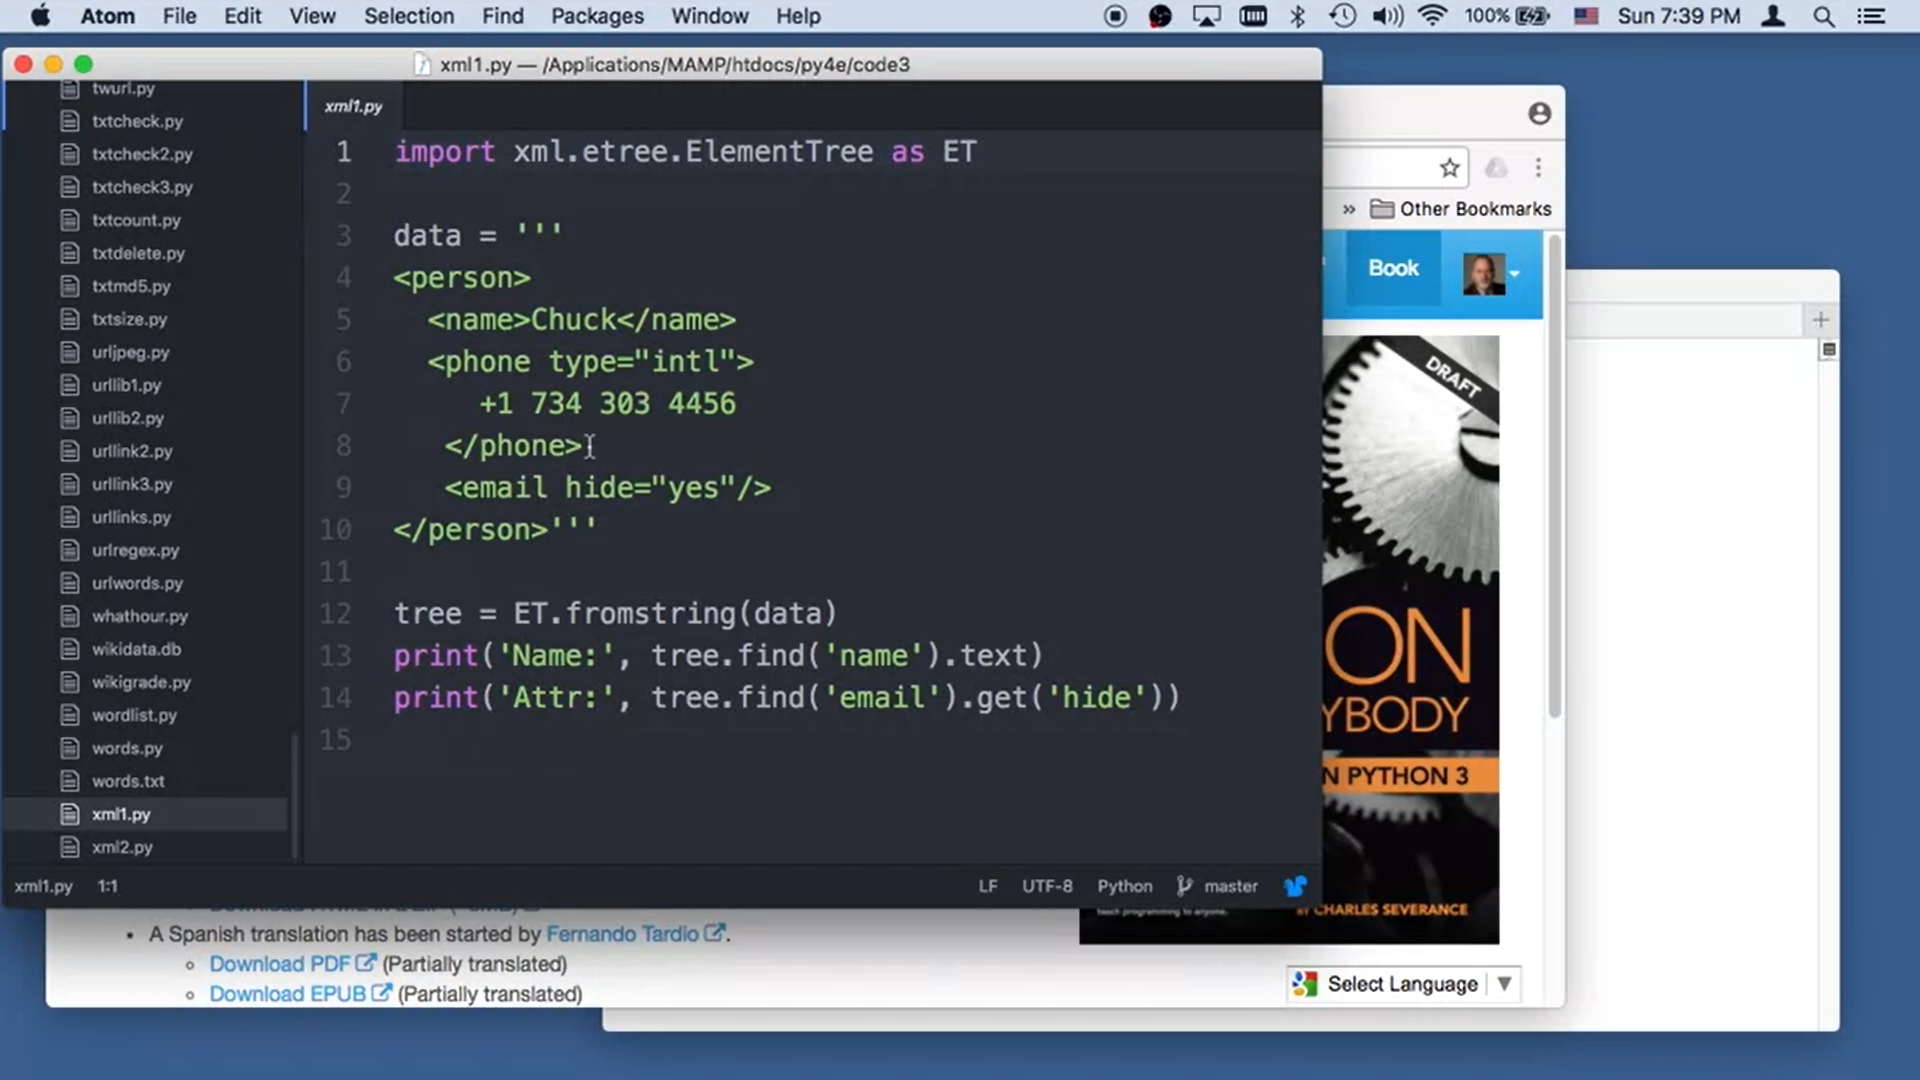 Atom File Edit View Selection Find Packages Window Help 100% Sun 7:39 PM
xml1.py — /Applications/MAMP/htdocs/py4e/code3
twurl.py
txtcheck.py
txtcheck2.py
txtcheck3.py
txtcount.py
txtdelete.py
txtmd5.py
txtsize.py
urljpeg.py
urllib1.py
urllib2.py
urllink2.py
urllink3.py
urllinks.py
urlregex.py
urlwords.py
whathour.py
wikidata.db
wikigrade.py
wordlist.py
words.py
words.txt
xml1.py
xml2.py
xml1.py
1 import xml.etree.ElementTree as ET
2
3 data = '''
4 <person>
5 <name>Chuck</name>
6 <phone type="intl">
7 +1 734 303 4456
8 </phone>
9 <email hide="yes"/>
10 </person>'''
11
12 tree = ET.fromstring(data)
13 print('Name:', tree.find('name').text)
14 print('Attr:', tree.find('email').get('hide'))
15
xml1.py 1:1 LF UTF-8 Python master
» Other Bookmarks
Book
DRAFT
ON
YBODY
N PYTHON 3
BY CHARLES SEVERANCE
• A Spanish translation has been started by Fernando Tardio.
Download PDF (Partially translated)
Download EPUB (Partially translated)
Select Language ▼